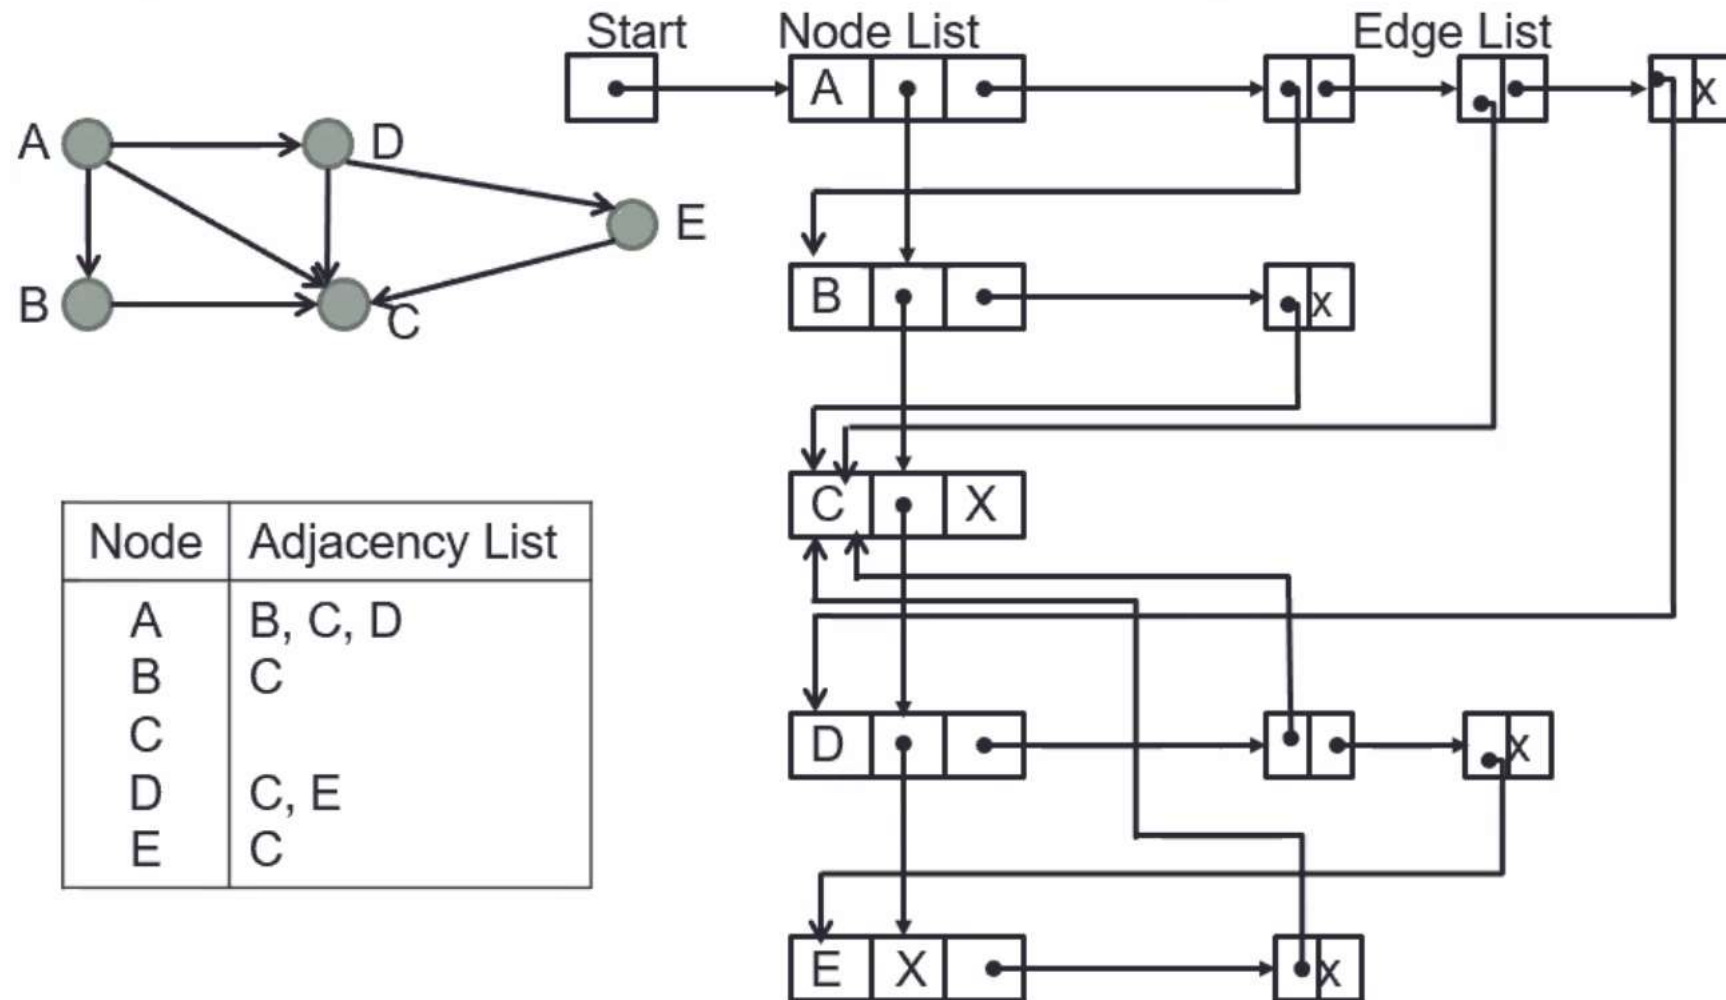 Start Node List Edge List
A
A D
E
B x
B C
C X
Node Adjacency List
A B, C, D
B C
C
D C, E
E C
D x
E X x
x